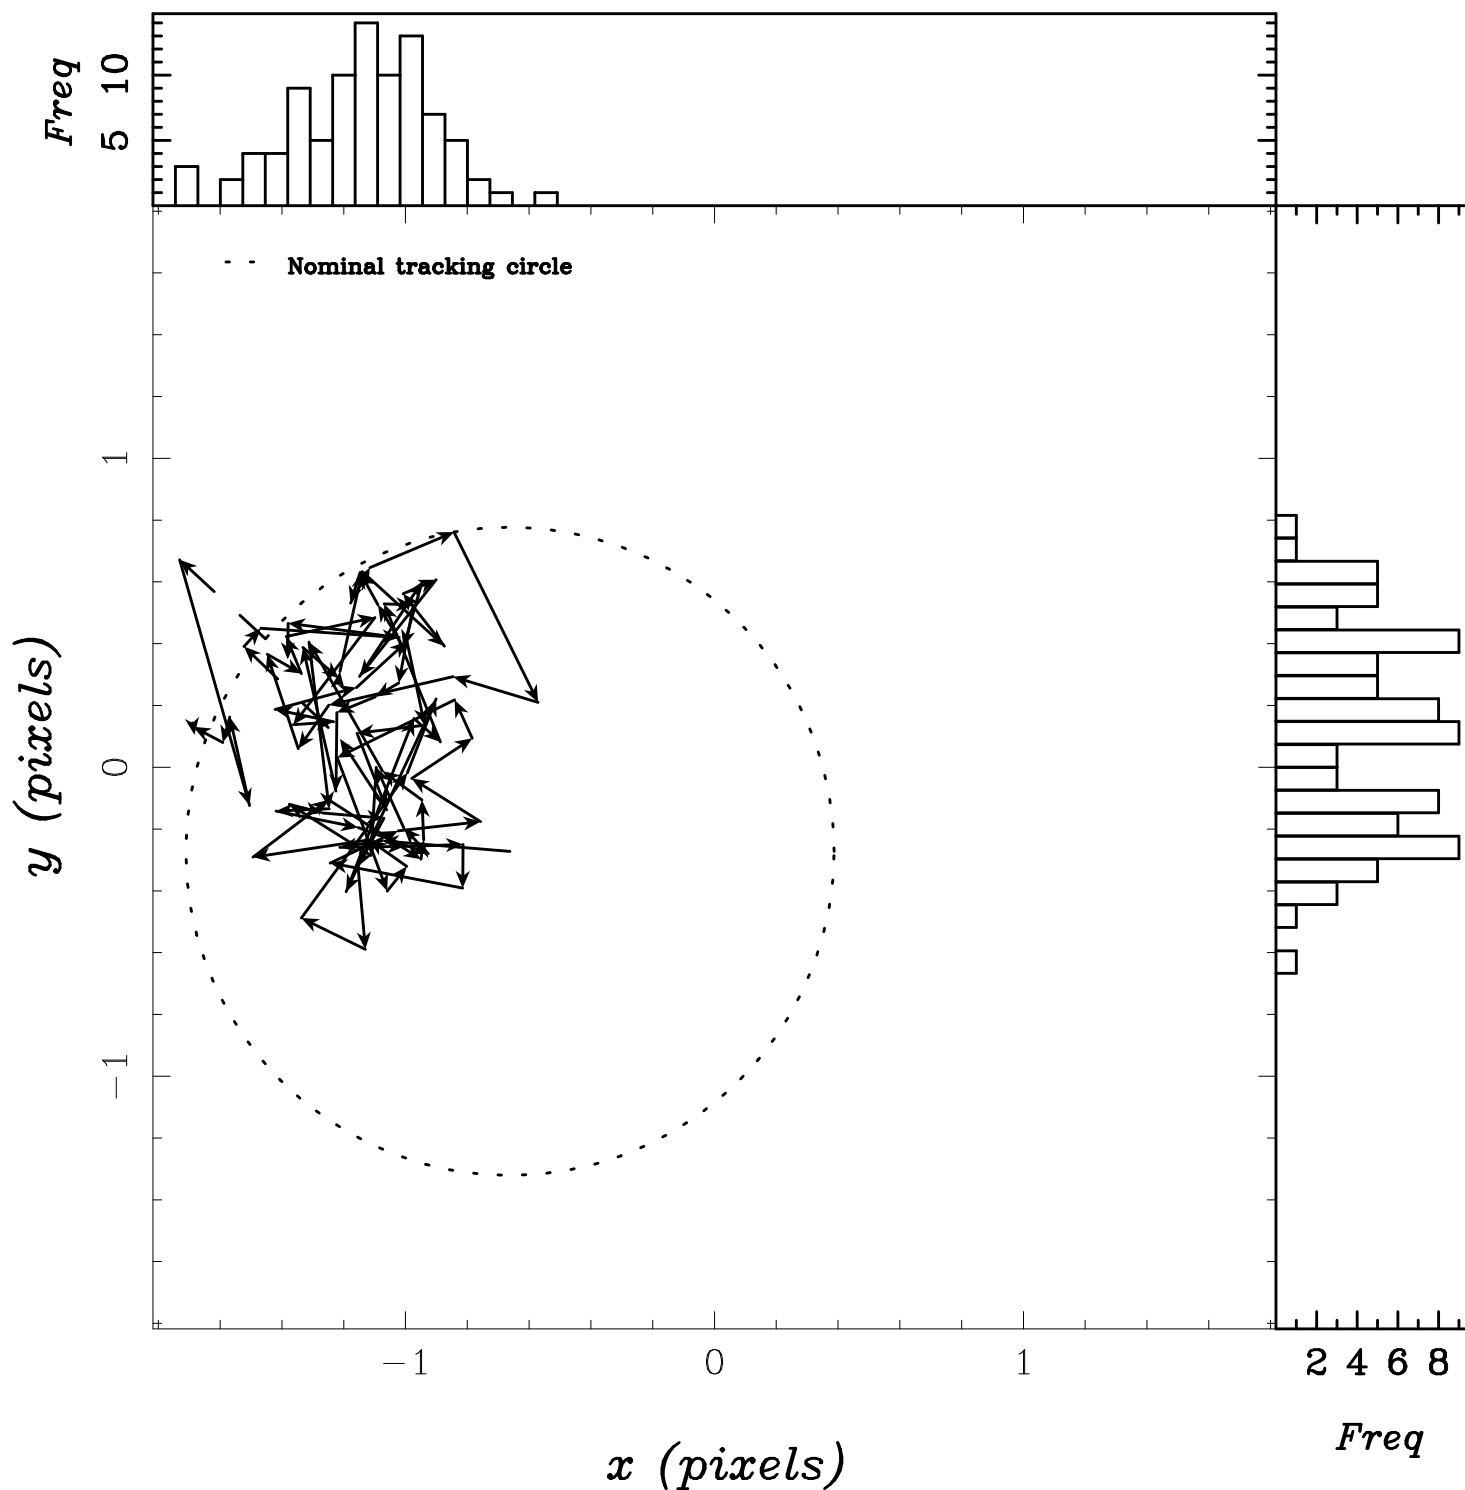 Freq
10
5
Nominal tracking circle
y (pixels)
1
0
−1
−1 0 1
2 4 6 8
x (pixels)
Freq